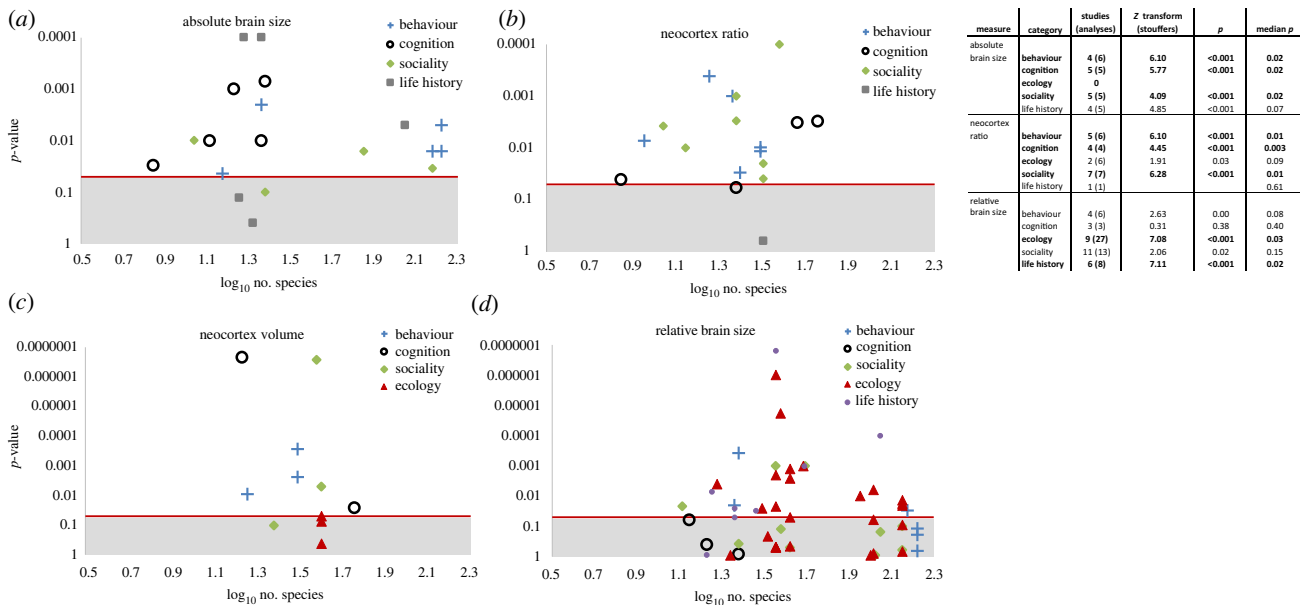 (a)
absolute brain size
behaviour
cognition
sociality
life history
0.0001
0.001
0.01
0.1
1
p-value
0.5 0.7 0.9 1.1 1.3 1.5 1.7 1.9 2.1 2.3
log10 no. species
(b)
neocortex ratio
behaviour
cognition
sociality
life history
0.0001
0.001
0.01
0.1
1
0.5 0.7 0.9 1.1 1.3 1.5 1.7 1.9 2.1 2.3
log10 no. species
measure category studies (analyses) Z transform (stouffers) p median p
absolute
brain size behaviour 4 (6) 6.10 <0.001 0.02
cognition 5 (5) 5.77 <0.001 0.02
ecology 0
sociality 5 (5) 4.09 <0.001 0.02
life history 4 (5) 4.85 <0.001 0.07
neocortex
ratio behaviour 5 (6) 6.10 <0.001 0.01
cognition 4 (4) 4.45 <0.001 0.003
ecology 2 (6) 1.91 0.03 0.09
sociality 7 (7) 6.28 <0.001 0.01
life history 1 (1) 0.61
relative
brain size behaviour 4 (6) 2.63 0.00 0.08
cognition 3 (3) 0.31 0.38 0.40
ecology 9 (27) 7.08 <0.001 0.03
sociality 11 (13) 2.06 0.02 0.15
life history 6 (8) 7.11 <0.001 0.02
(c)
neocortex volume
behaviour
cognition
sociality
ecology
0.0000001
0.000001
0.00001
0.0001
0.001
0.01
0.1
1
p-value
0.5 0.7 0.9 1.1 1.3 1.5 1.7 1.9 2.1 2.3
log10 no. species
(d)
relative brain size
behaviour
cognition
sociality
ecology
life history
0.0000001
0.000001
0.00001
0.0001
0.001
0.01
0.1
1
0.5 0.7 0.9 1.1 1.3 1.5 1.7 1.9 2.1 2.3
log10 no. species